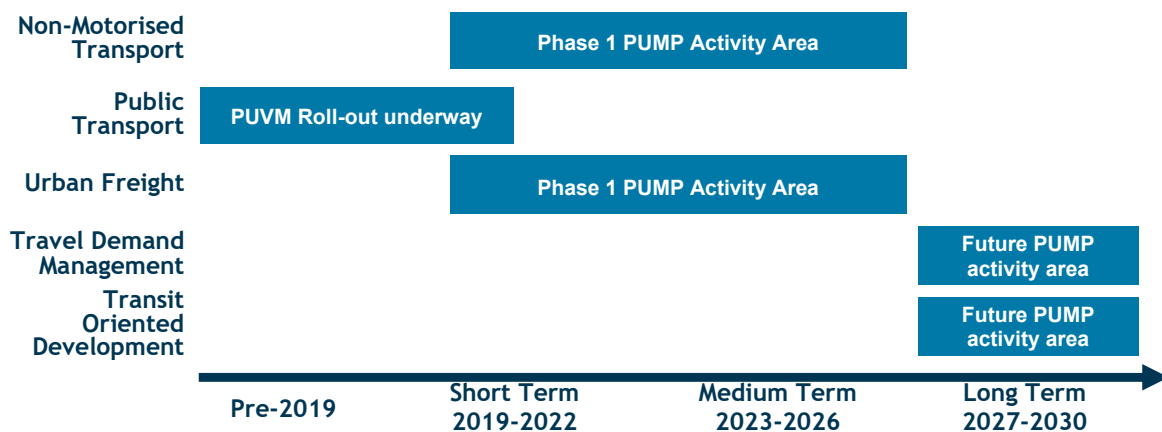 Non-Motorised
Transport
Phase 1 PUMP Activity Area
Public
Transport
PUVM Roll-out underway
Urban Freight
Phase 1 PUMP Activity Area
Travel Demand
Management
Future PUMP
activity area
Transit
Oriented
Development
Future PUMP
activity area
Pre-2019
Short Term
2019-2022
Medium Term
2023-2026
Long Term
2027-2030